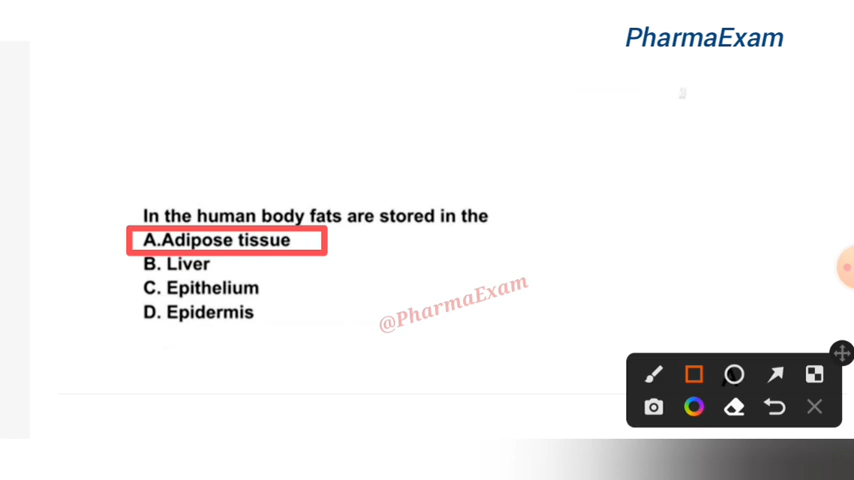 PharmaExam
In the human body fats are stored in the
A.Adipose tissue
B. Liver
C. Epithelium
D. Epidermis
@PharmaExam